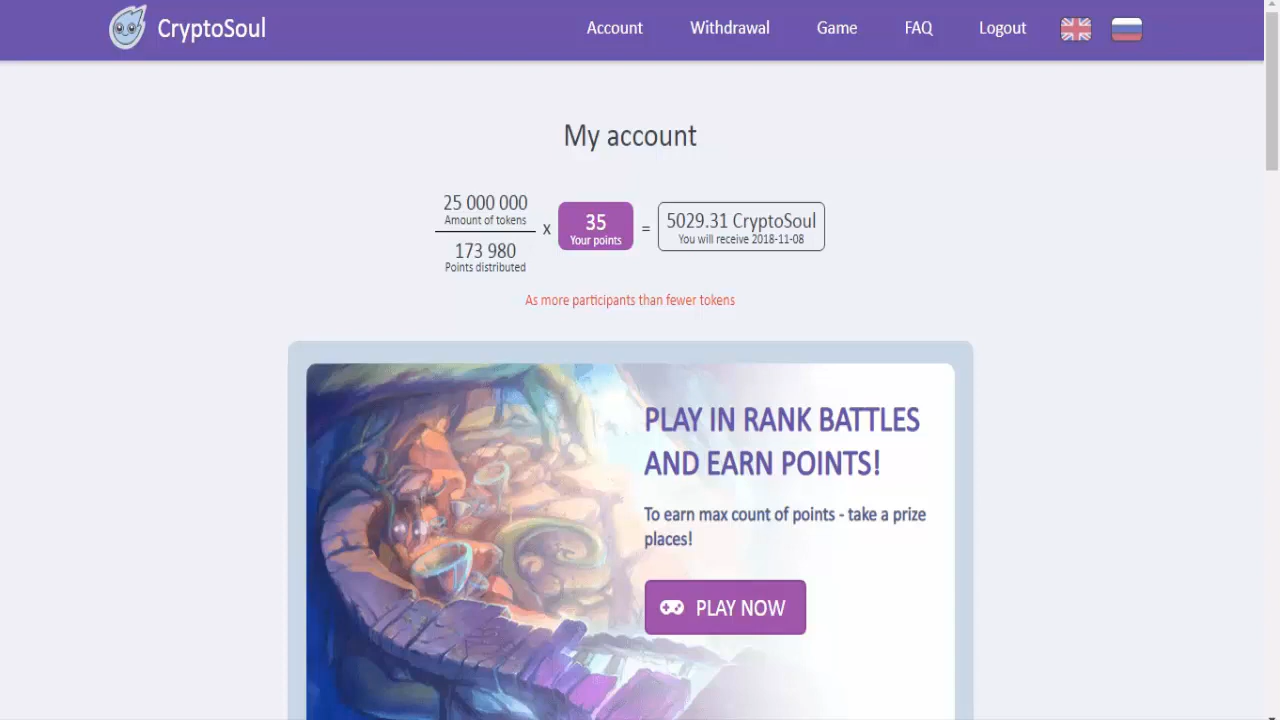 CryptoSoul
Account Withdrawal Game FAQ Logout
My account
25 000 000
Amount of tokens
173 980
Points distributed
x
35
Your points
=
5029.31 CryptoSoul
You will receive 2018-11-08
As more participants than fewer tokens
PLAY IN RANK BATTLES
AND EARN POINTS!
To earn max count of points - take a prize
places!
PLAY NOW